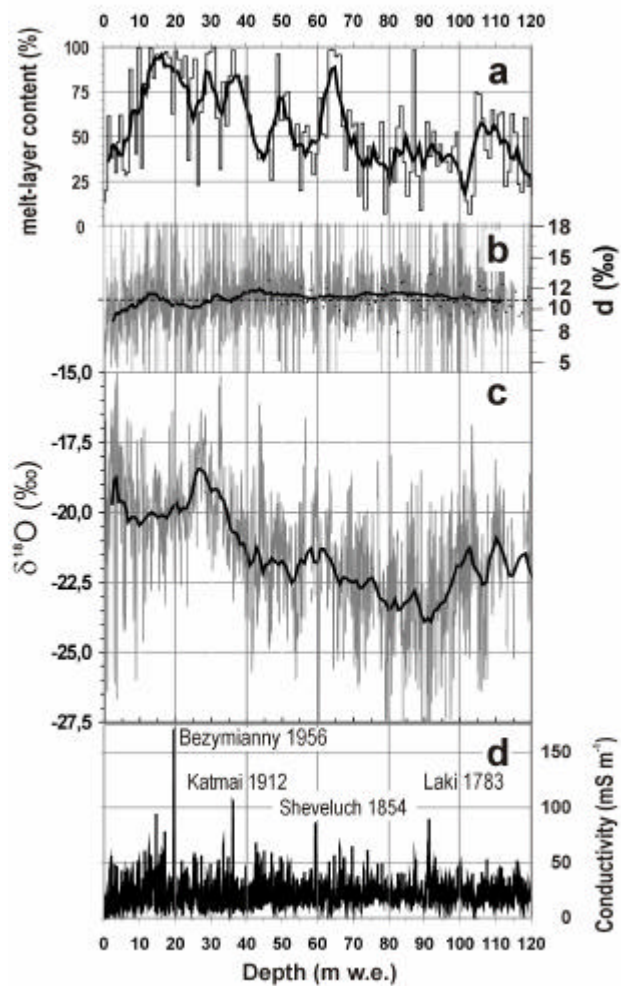 0 10 20 30 40 50 60 70 80 90 100 110 120
100
75
50
25
0
melt-layer content (%)
a
b
18
15
12
10
8
5
d (‰)
-15,0
-17,5
-20,0
-22,5
-25,0
-27,5
δ¹⁸O (‰)
c
d
Bezymianny 1956
Katmai 1912
Sheveluch 1854
Laki 1783
150
100
50
0
Conductivity (mS m⁻¹)
0 10 20 30 40 50 60 70 80 90 100 110 120
Depth (m w.e.)